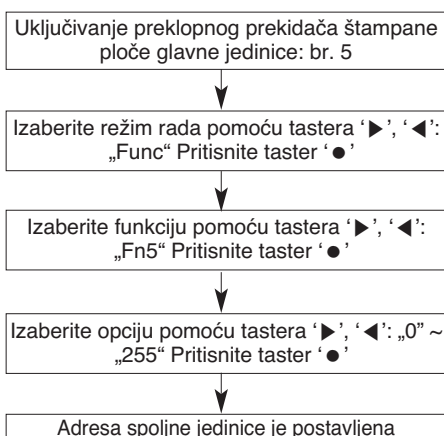 Uključivanje preklopnog prekidača štampane
ploče glavne jedinice: br. 5
Izaberite režim rada pomoću tastera ‘▶’, ‘◀’:
„Func“ Pritisnite taster ‘●’
Izaberite funkciju pomoću tastera ‘▶’, ‘◀’:
„Fn5“ Pritisnite taster ‘●’
Izaberite opciju pomoću tastera ‘▶’, ‘◀’: „0” ~
„255“ Pritisnite taster ‘●’
Adresa spoljne jedinice je postavljena